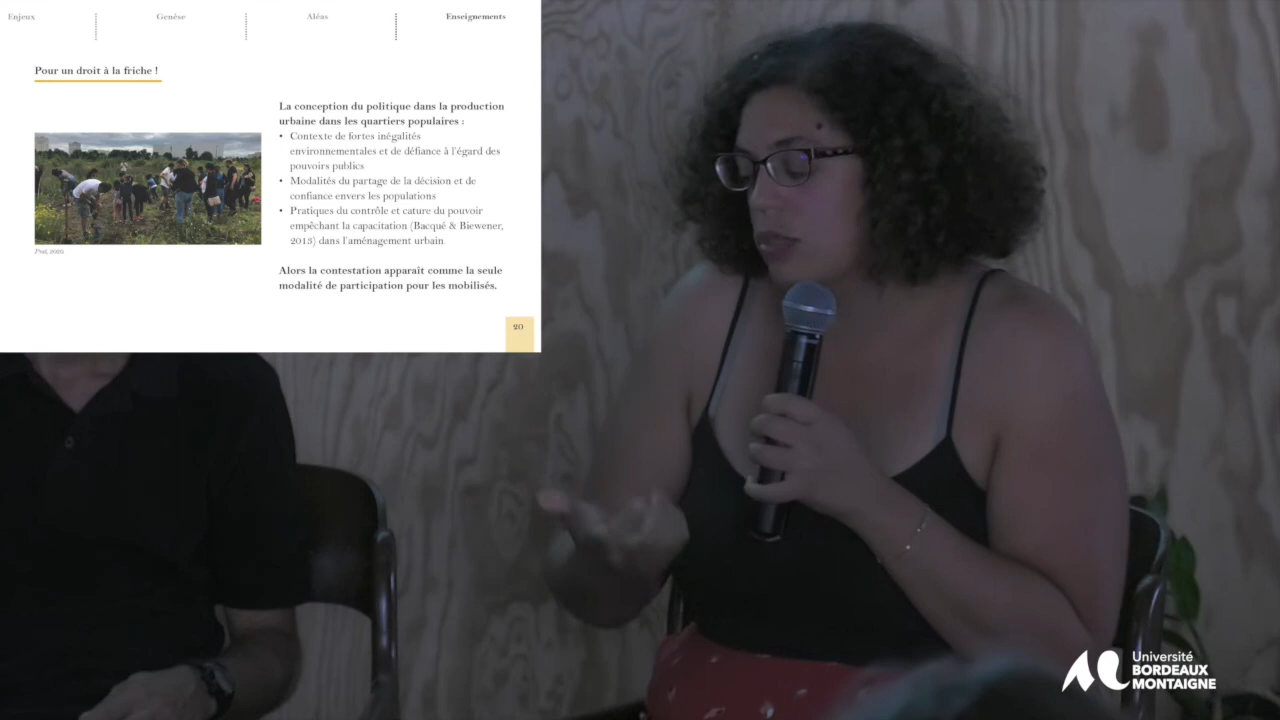 Enjeux
Genèse
Aléas
Enseignements
Pour un droit à la friche !
La conception du politique dans la production
urbaine dans les quartiers populaires :
• Contexte de fortes inégalités
environnementales et de défiance à l'égard des
pouvoirs publics
• Modalités du partage de la décision et de
confiance envers les populations
• Pratiques du contrôle et cature du pouvoir
empêchant la capacitation (Bacqué & Biewener,
2013) dans l'aménagement urbain.
Alors la contestation apparaît comme la seule
modalité de participation pour les mobilisés.
20
Université
BORDEAUX
MONTAIGNE